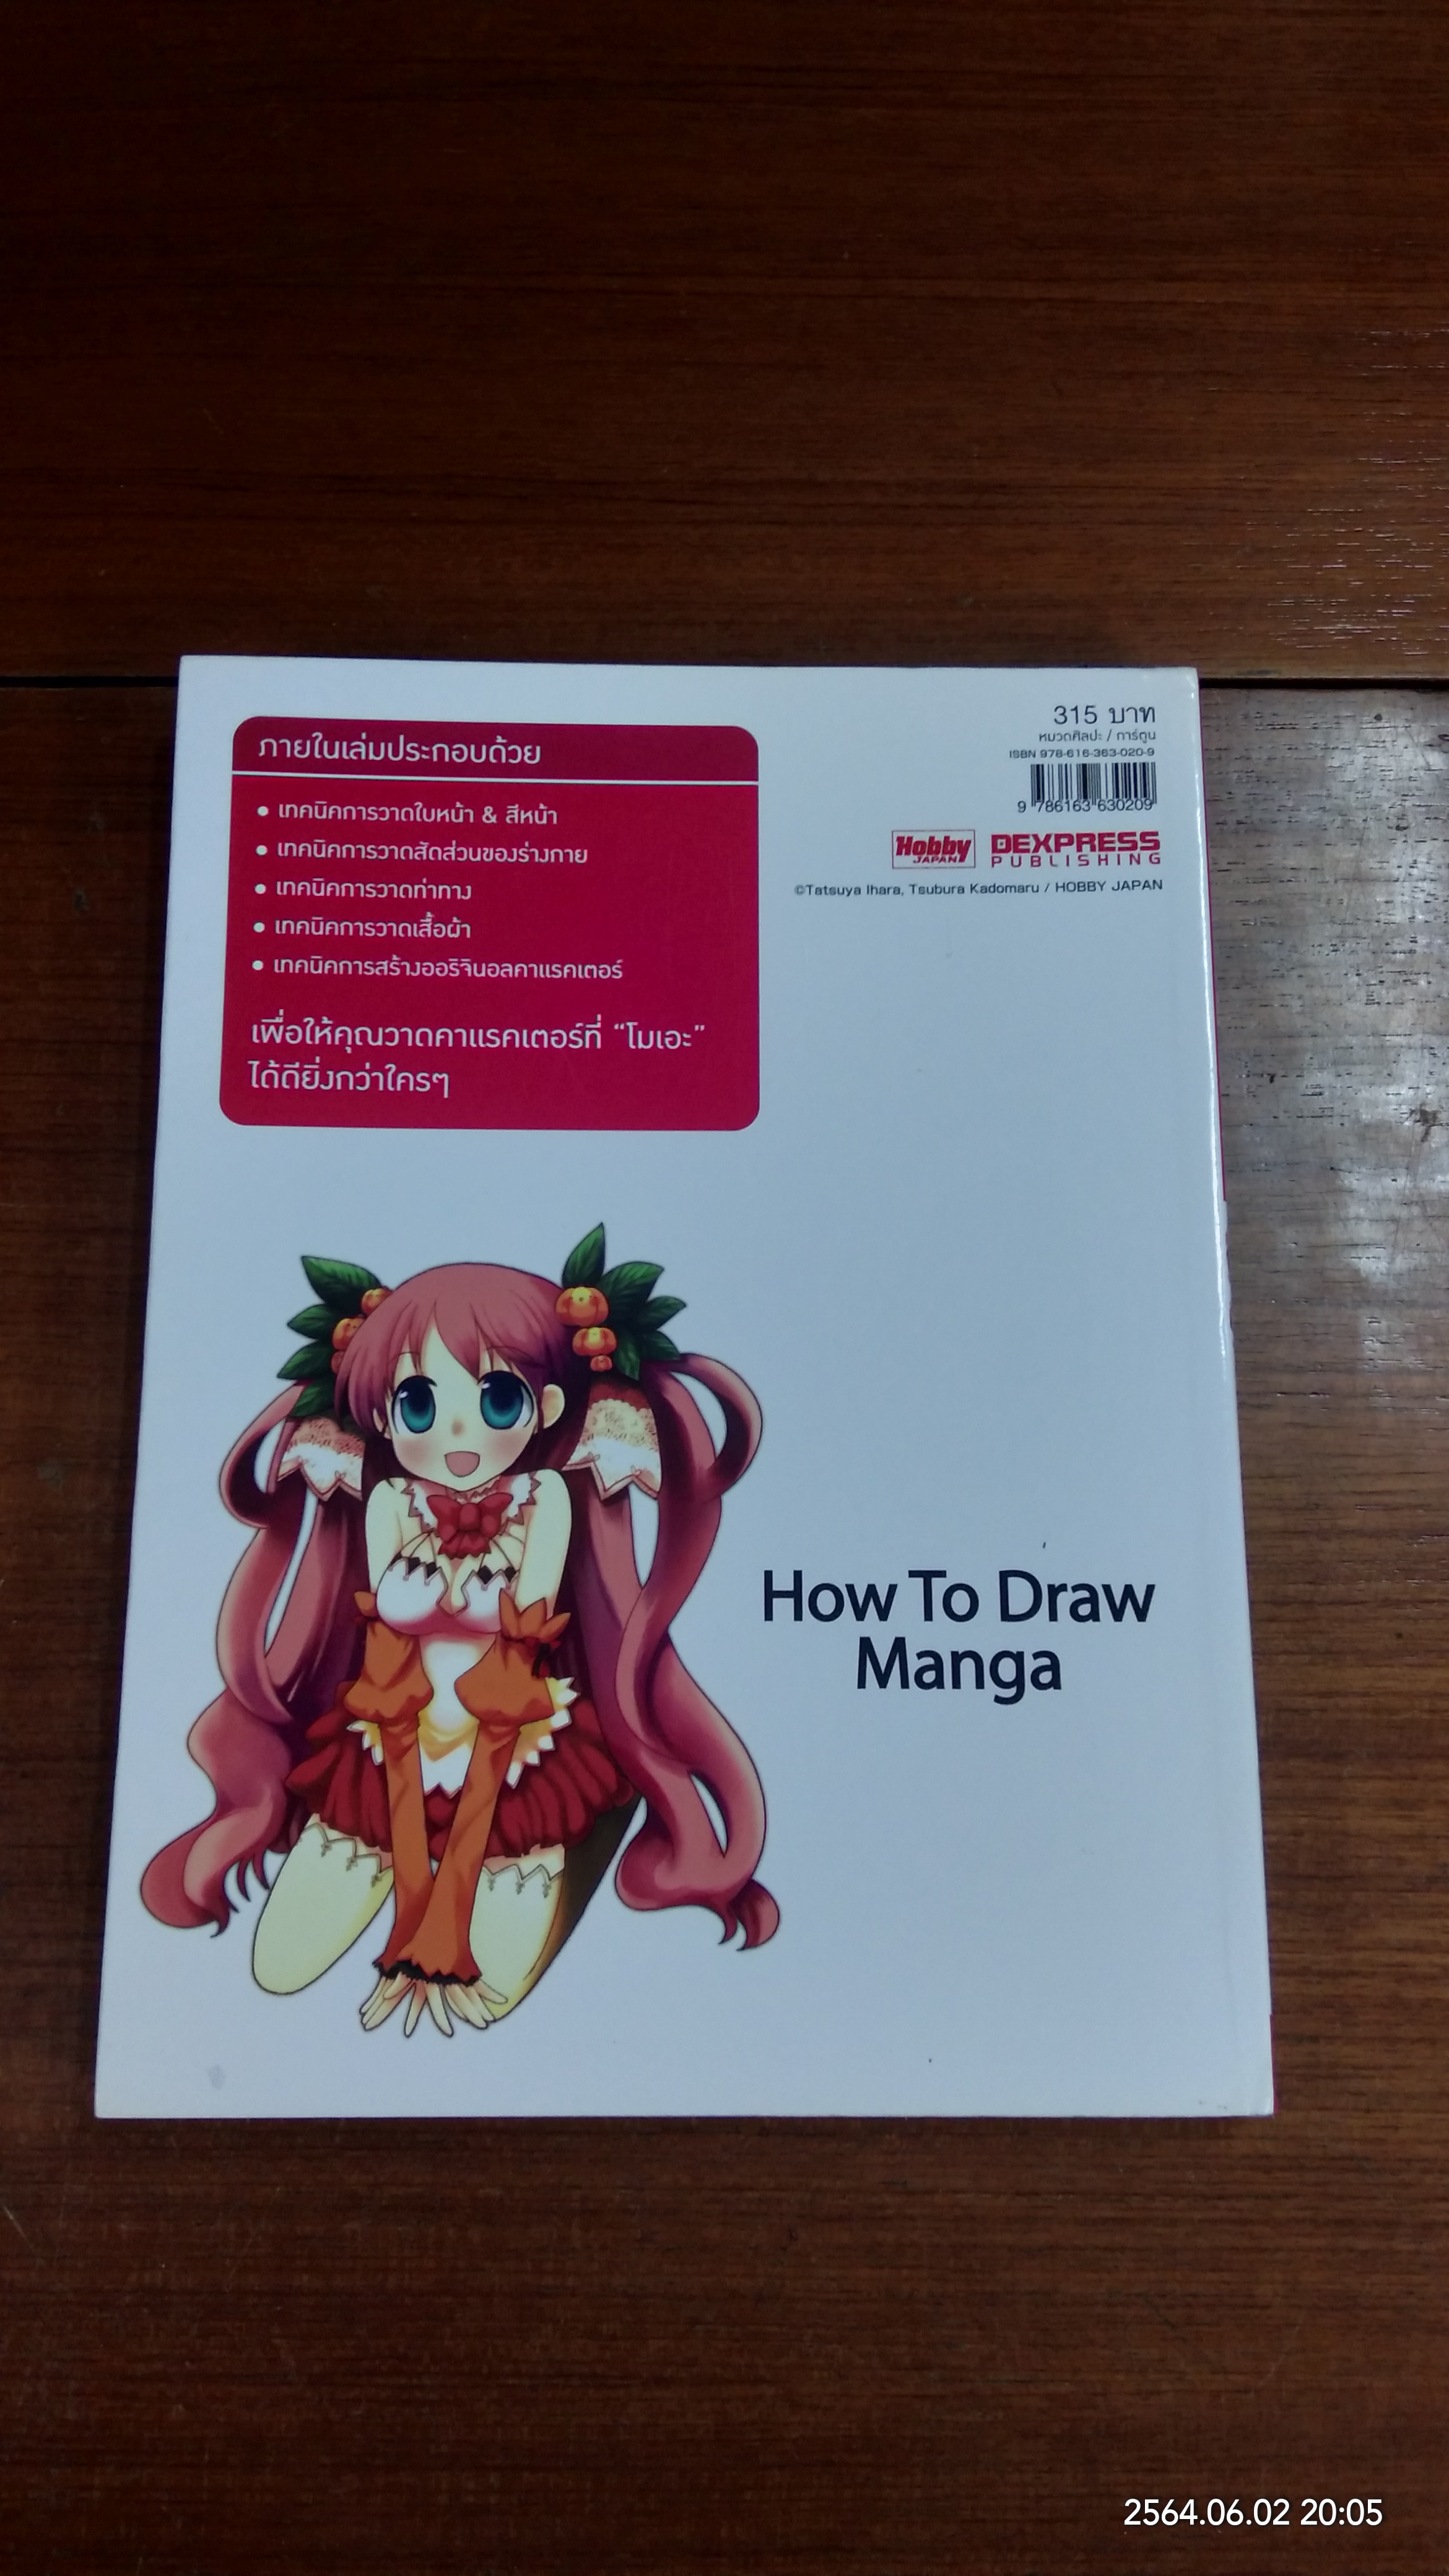 ภายในเล่มประกอบด้วย
• เทคนิคการวาดใบหน้า & สีหน้า
• เทคนิคการวาดสัดส่วนของร่างกาย
• เทคนิคการวาดท่าทาง
• เทคนิคการวาดเสื้อผ้า
• เทคนิคการสร้างออริจินอลคาแรคเตอร์
เพื่อให้คุณวาดคาแรคเตอร์ที่ “โมเอะ”
ได้ดียิ่งกว่าใครๆ
315 บาท
หมวดศิลปะ / การ์ตูน
ISBN 978-616-363-020-9
9 786163 630209
Hobby
JAPAN
DEXPRESS
PUBLISHING
©Tatsuya Ihara, Tsubura Kadomaru / HOBBY JAPAN
How To Draw
Manga
2564.06.02 20:05